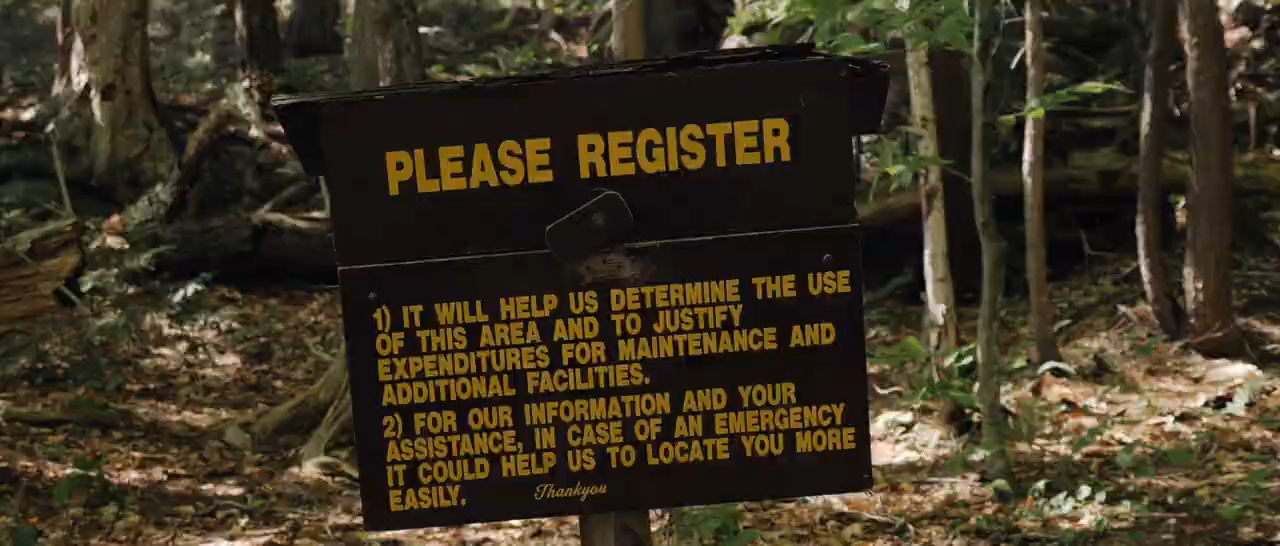 PLEASE REGISTER
1) IT WILL HELP US DETERMINE THE USE
OF THIS AREA AND TO JUSTIFY
EXPENDITURES FOR MAINTENANCE AND
ADDITIONAL FACILITIES.
2) FOR OUR INFORMATION AND YOUR
ASSISTANCE, IN CASE OF AN EMERGENCY
IT COULD HELP US TO LOCATE YOU MORE
EASILY.
Thankyou